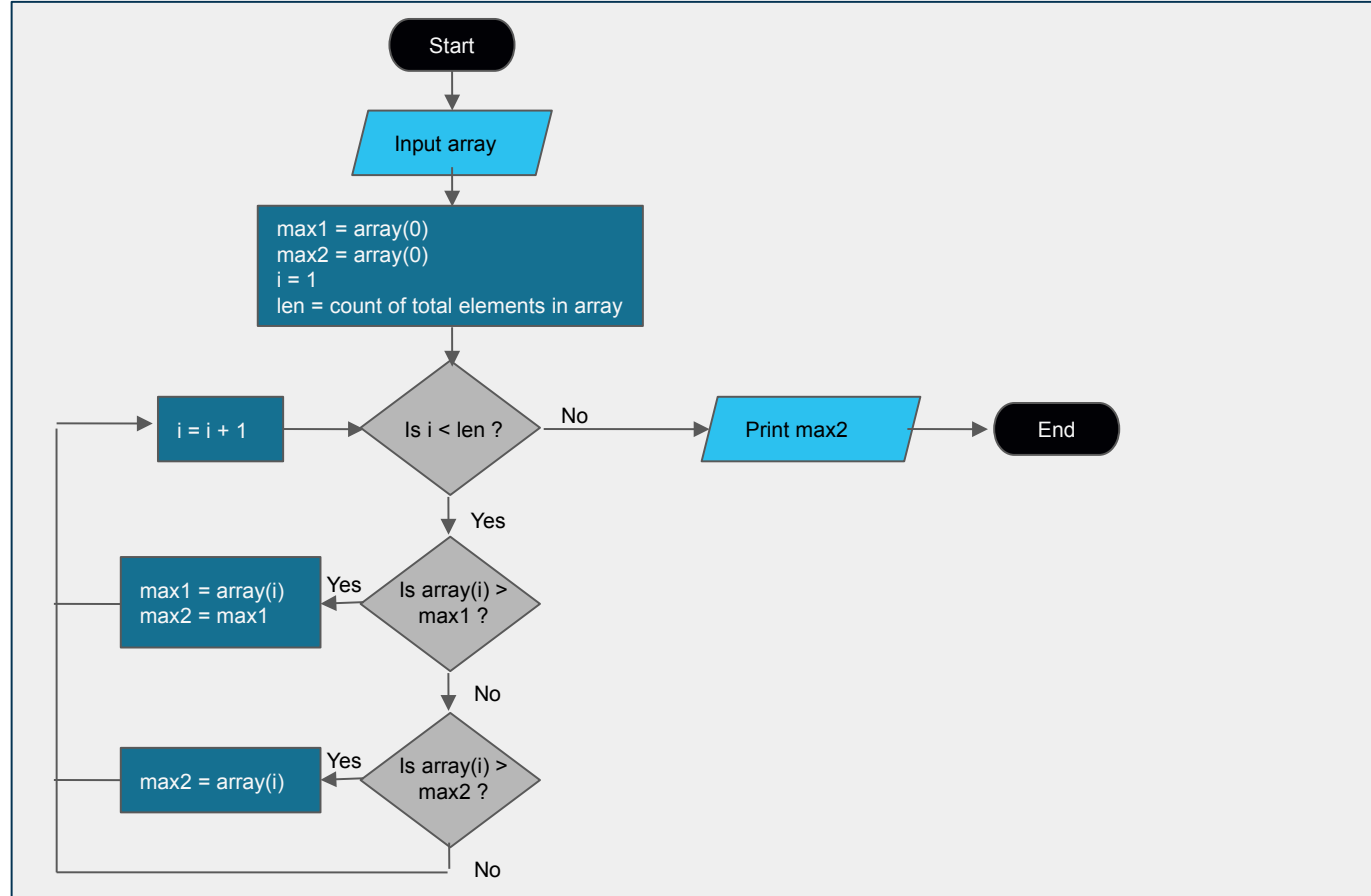 Start
Input array
max1 = array(0)
max2 = array(0)
i = 1
len = count of total elements in array
i = i + 1
Is i < len ?
No
Print max2
End
Yes
max1 = array(i)
max2 = max1
Yes
Is array(i) >
max1 ?
No
max2 = array(i)
Yes
Is array(i) >
max2 ?
No